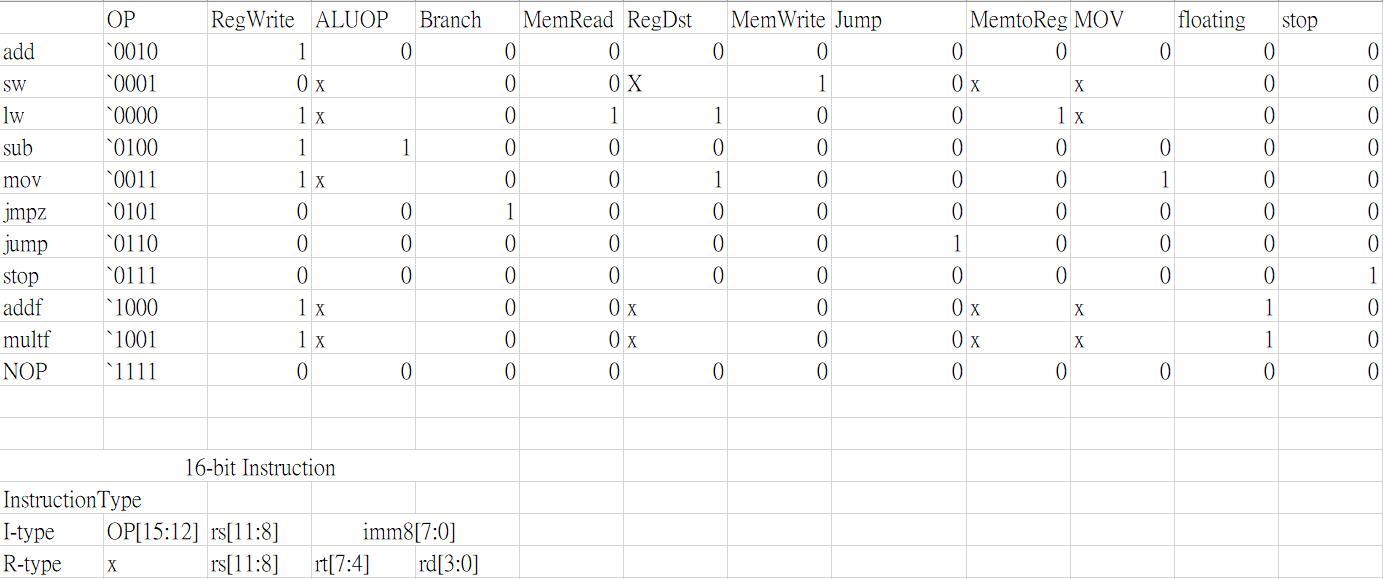 OP RegWrite ALUOP Branch MemRead RegDst MemWrite Jump MemtoReg MOV floating stop
add `0010 1 0 0 0 0 0 0 0 0 0 0
sw `0001 0 x 0 0 X 1 0 x x 0 0
lw `0000 1 x 0 1 1 0 0 1 x 0 0
sub `0100 1 1 0 0 0 0 0 0 0 0 0
mov `0011 1 x 0 0 1 0 0 0 1 0 0
jmpz `0101 0 0 1 0 0 0 0 0 0 0 0
jump `0110 0 0 0 0 0 0 1 0 0 0 0
stop `0111 0 0 0 0 0 0 0 0 0 0 1
addf `1000 1 x 0 0 x 0 0 x x 1 0
multf `1001 1 x 0 0 x 0 0 x x 1 0
NOP `1111 0 0 0 0 0 0 0 0 0 0 0
16-bit Instruction
InstructionType
I-type OP[15:12] rs[11:8] imm8[7:0]
R-type x rs[11:8] rt[7:4] rd[3:0]